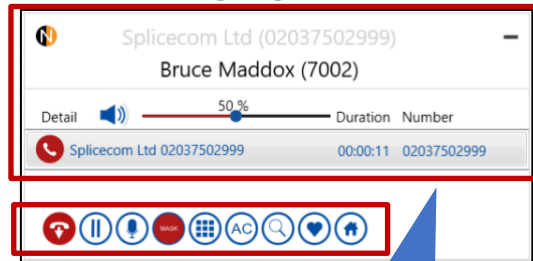 Splicecom Ltd (02037502999)
Bruce Maddox (7002)
50 %
Detail Duration Number
Splicecom Ltd 02037502999 00:00:11 02037502999
MASK AC